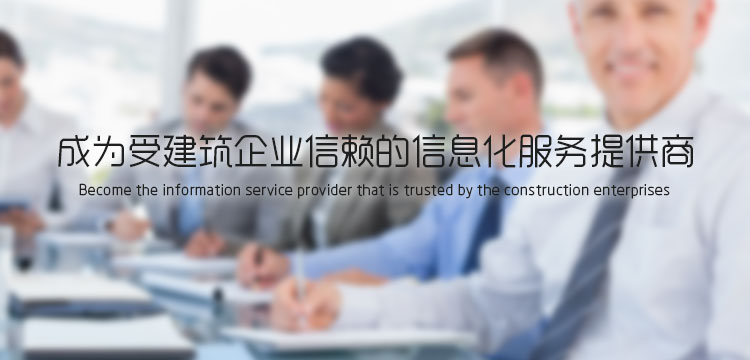 成为受建筑企业信赖的信息化服务提供商
Become the information service provider that is trusted by the construction enterprises